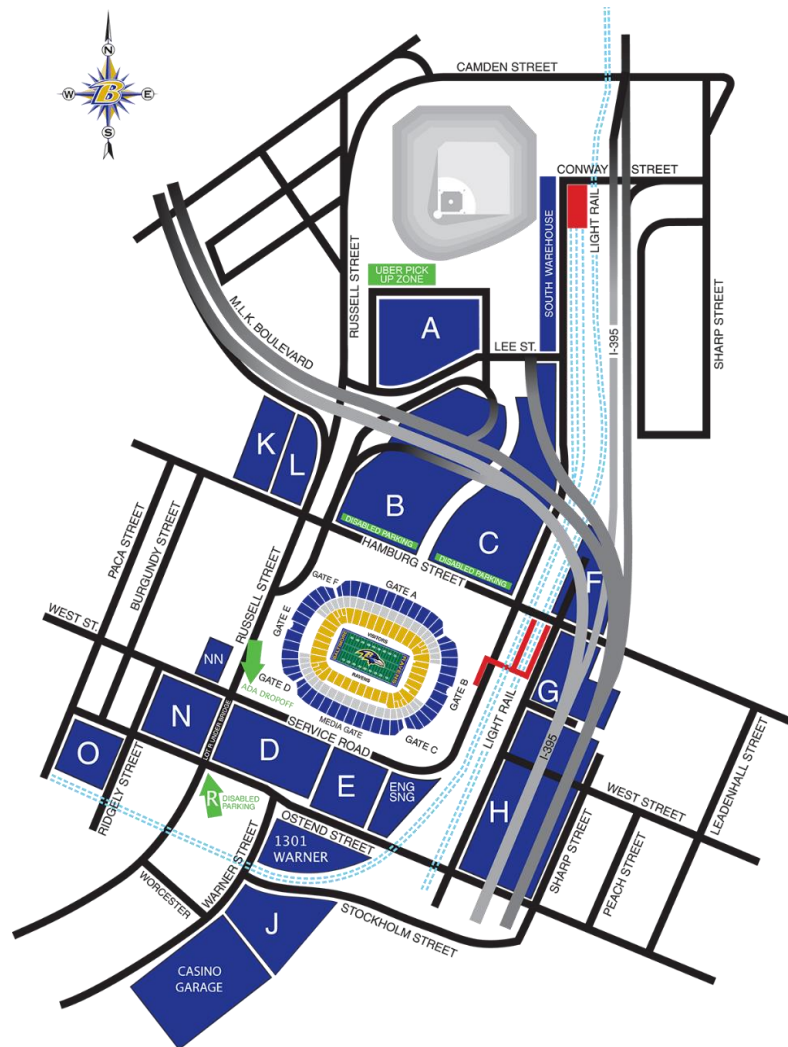 N
W
B
E
S
CAMDEN STREET
CONWAY STREET
LIGHT RAIL
SOUTH WAREHOUSE
UBER PICK
UP ZONE
RUSSELL STREET
A
LEE ST.
I-395
SHARP STREET
M.L.K. BOULEVARD
K
L
B
DISABLED PARKING
C
DISABLED PARKING
HAMBURG STREET
F
PACA STREET
BURGUNDY STREET
RUSSELL STREET
WEST ST.
GATE F
GATE A
GATE E
VISITORS
BALTIMORE
RAVENS
RAVENS
GATE B
GATE D
MEDIA GATE
GATE C
NN
ADA DROPOFF
SERVICE ROAD
LIGHT RAIL
G
I-395
N
D
E
ENG
SNG
O
RIDGELY STREET
R
DISABLED
PARKING
OSTEND STREET
H
WEST STREET
LEADENHALL STREET
SHARP STREET
PEACH STREET
1301
WARNER
WARNER STREET
WORCESTER
J
STOCKHOLM STREET
CASINO
GARAGE